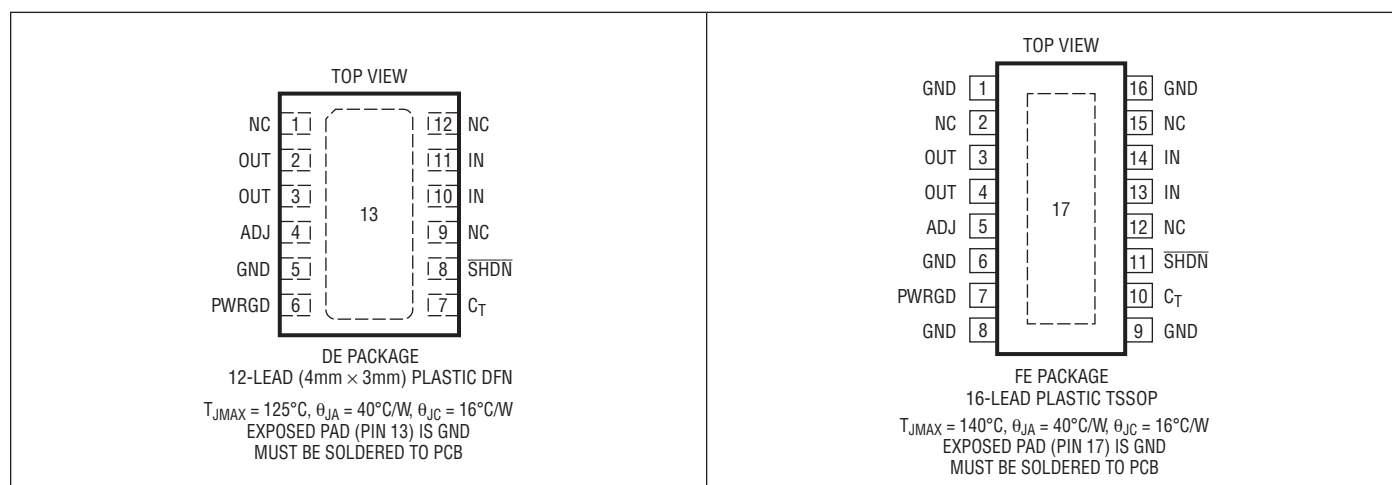 TOP VIEW
NC 1 12 NC
OUT 2 11 IN
OUT 3 10 IN
13
ADJ 4 9 NC
GND 5 8 SHDN
PWRGD 6 7 CT
DE PACKAGE
12-LEAD (4mm × 3mm) PLASTIC DFN
TJMAX = 125°C, θJA = 40°C/W, θJC = 16°C/W
EXPOSED PAD (PIN 13) IS GND
MUST BE SOLDERED TO PCB
TOP VIEW
GND 1 16 GND
NC 2 15 NC
OUT 3 14 IN
OUT 4 13 IN
17
ADJ 5 12 NC
GND 6 11 SHDN
PWRGD 7 10 CT
GND 8 9 GND
FE PACKAGE
16-LEAD PLASTIC TSSOP
TJMAX = 140°C, θJA = 40°C/W, θJC = 16°C/W
EXPOSED PAD (PIN 17) IS GND
MUST BE SOLDERED TO PCB